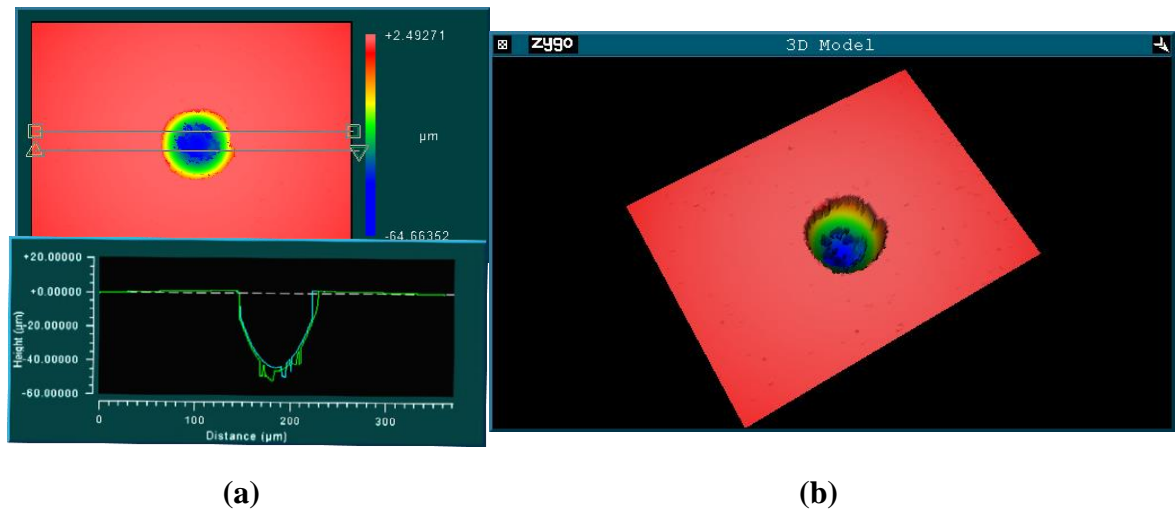 +2.49271
µm
-64.66352
+20.00000
+0.00000
-20.00000
-40.00000
-60.00000
Height (µm)
0
100
200
300
Distance (µm)
zygo
3D Model
(a)
(b)